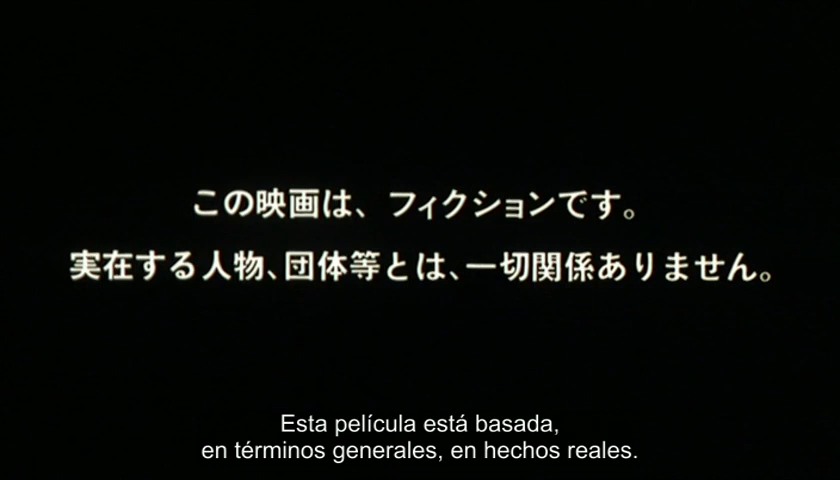 この映画は、フィクションです。
実在する人物、団体等とは、一切関係ありません。
Esta película está basada,
en términos generales, en hechos reales.